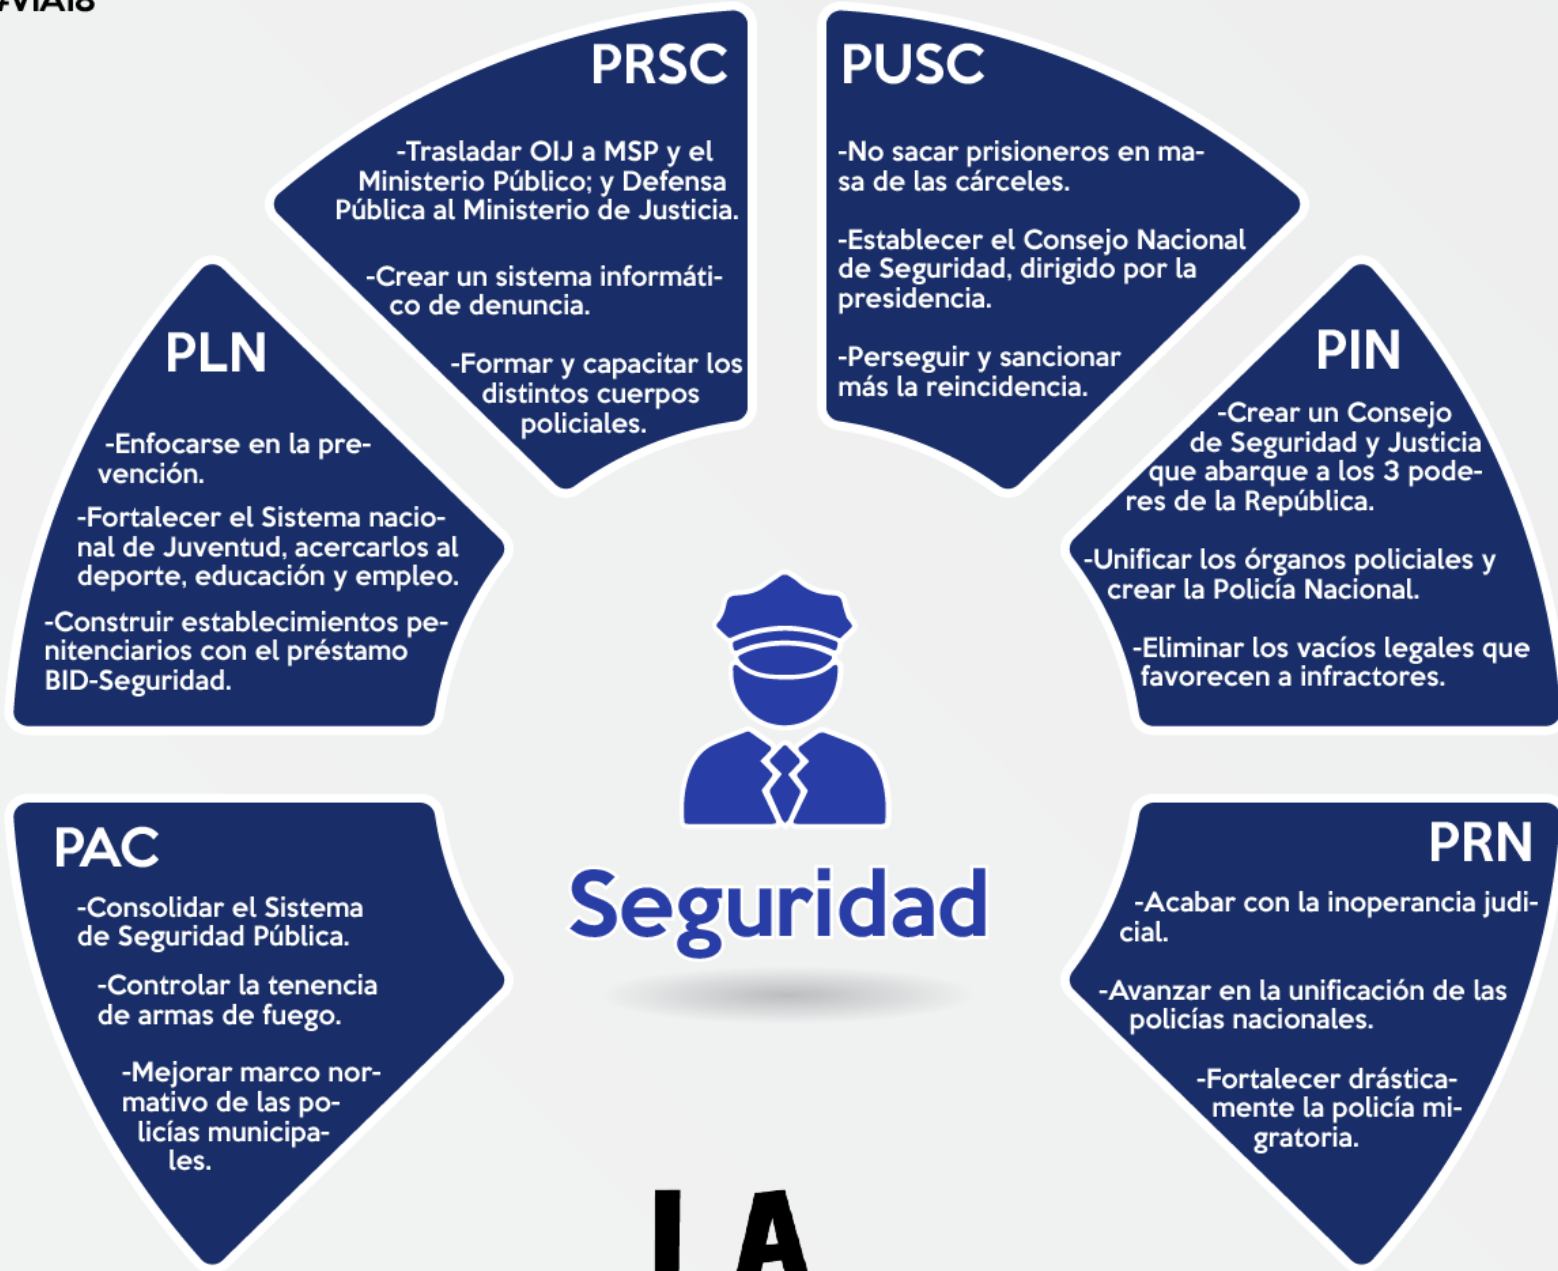 #VIA18
PRSC
-Trasladar OIJ a MSP y el
Ministerio Público; y Defensa
Pública al Ministerio de Justicia.
-Crear un sistema informáti-
co de denuncia.
-Formar y capacitar los
distintos cuerpos
policiales.
PUSC
-No sacar prisioneros en ma-
sa de las cárceles.
-Establecer el Consejo Nacional
de Seguridad, dirigido por la
presidencia.
-Perseguir y sancionar
más la reincidencia.
PLN
-Enfocarse en la pre-
vención.
-Fortalecer el Sistema nacio-
nal de Juventud, acercarlos al
deporte, educación y empleo.
-Construir establecimientos pe-
nitenciarios con el préstamo
BID-Seguridad.
PIN
-Crear un Consejo
de Seguridad y Justicia
que abarque a los 3 pode-
res de la República.
-Unificar los órganos policiales y
crear la Policía Nacional.
-Eliminar los vacíos legales que
favorecen a infractores.
PAC
-Consolidar el Sistema
de Seguridad Pública.
-Controlar la tenencia
de armas de fuego.
-Mejorar marco nor-
mativo de las po-
licías municipa-
les.
Seguridad
PRN
-Acabar con la inoperancia judi-
cial.
-Avanzar en la unificación de las
policías nacionales.
-Fortalecer drástica-
mente la policía mi-
gratoria.
LA